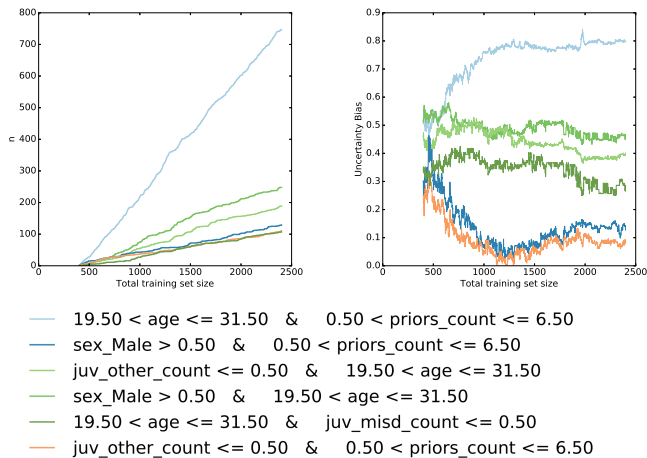 800
700
600
500
400
300
200
100
0
n
0 500 1000 1500 2000 2500
Total training set size
0.9
0.8
0.7
0.6
0.5
0.4
0.3
0.2
0.1
0.0
Uncertainty Bias
0 500 1000 1500 2000 2500
Total training set size
19.50 < age <= 31.50 & 0.50 < priors_count <= 6.50
sex_Male > 0.50 & 0.50 < priors_count <= 6.50
juv_other_count <= 0.50 & 19.50 < age <= 31.50
sex_Male > 0.50 & 19.50 < age <= 31.50
19.50 < age <= 31.50 & juv_misd_count <= 0.50
juv_other_count <= 0.50 & 0.50 < priors_count <= 6.50